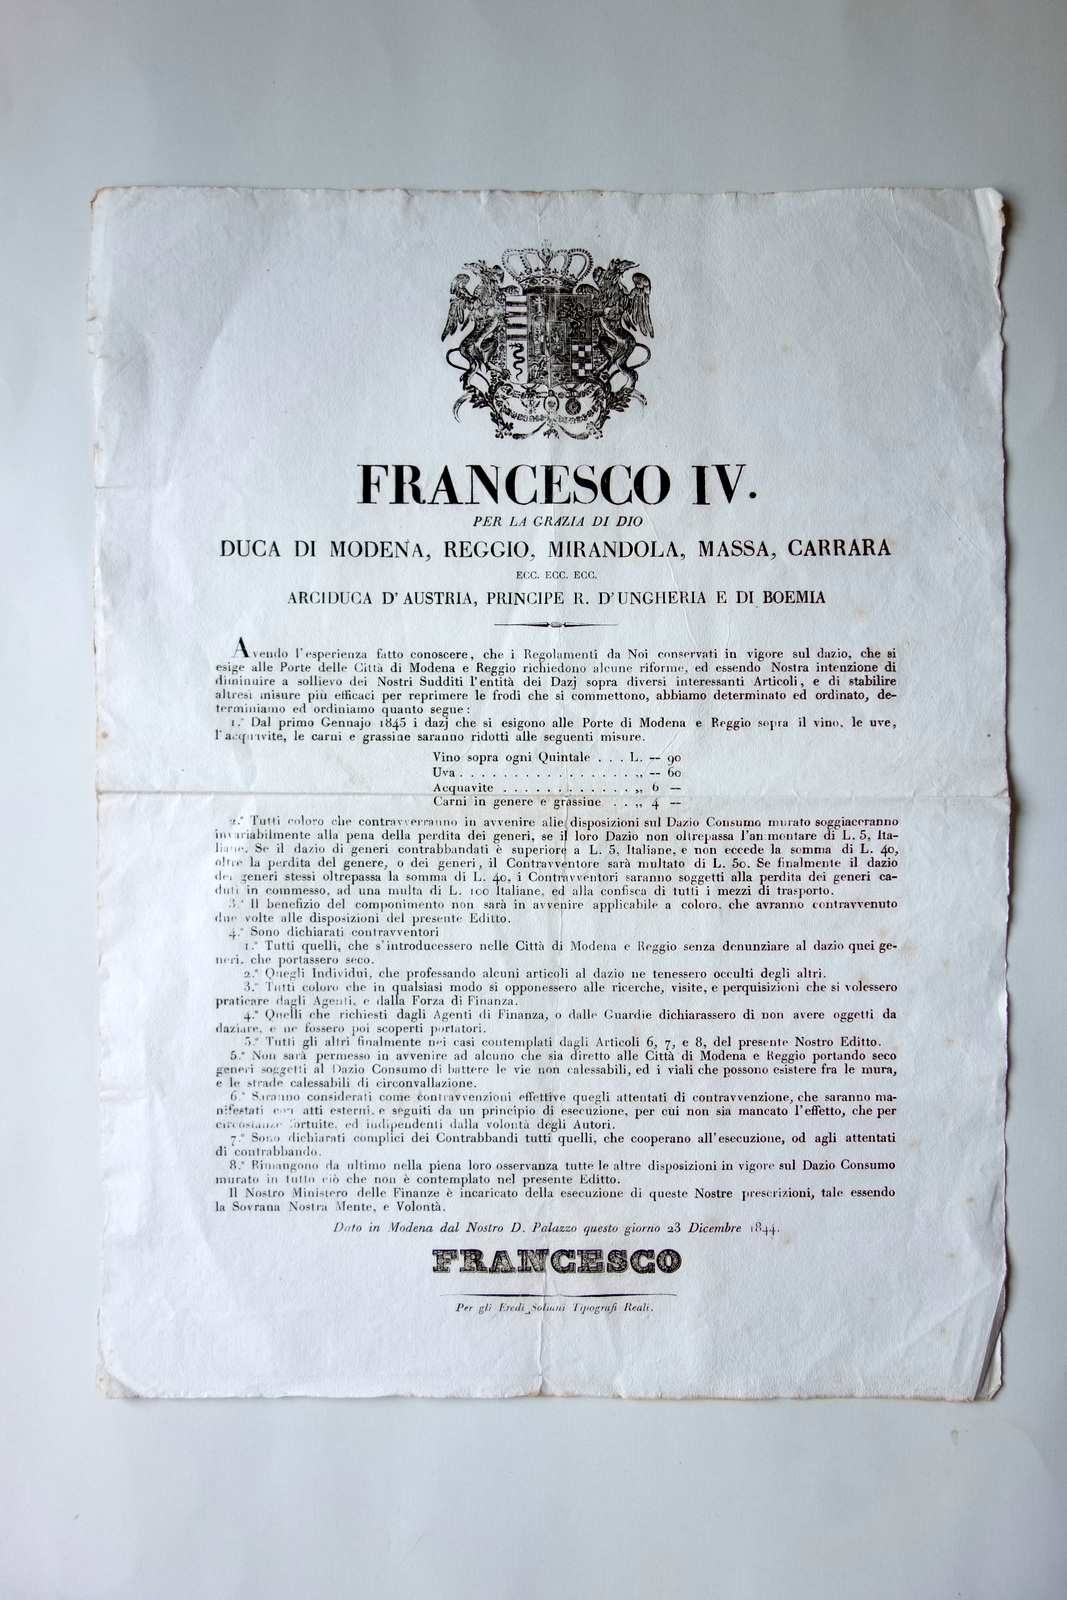 FRANCESCO IV.
PER LA GRAZIA DI DIO
DUCA DI MODENA, REGGIO, MIRANDOLA, MASSA, CARRARA
ECC. ECC. ECC.
ARCIDUCA D'AUSTRIA, PRINCIPE R. D'UNGHERIA E DI BOEMIA
Avendo l'esperienza fatto conoscere, che i Regolamenti da Noi conservati in vigore sul dazio, che si
esige alle Porte delle Città di Modena e Reggio richiedono alcune riforme, ed essendo Nostra intenzione di
diminuire a sollievo dei Nostri Sudditi l'entità dei Dazj sopra diversi interessanti Articoli, e di stabilire
altresì misure più efficaci per reprimere le frodi che si commettono, abbiamo determinato ed ordinato, de-
terminiamo ed ordiniamo quanto segue:
1.° Dal primo Gennajo 1845 i dazj che si esigono alle Porte di Modena e Reggio sopra il vino, le uve,
l'acquavite, le carni e grassine saranno ridotti alle seguenti misure.
Vino sopra ogni Quintale . . . L. — 90
Uva . . . . . . . . . . . . . . . . . „ — 60
Acquavite . . . . . . . . . . . . „ 6 —
Carni in genere e grassine . . „ 4 —
2.° Tutti coloro che contravverranno in avvenire alle disposizioni sul Dazio Consumo murato soggiaceranno
invariabilmente alla pena della perdita dei generi, se il loro Dazio non oltrepassa l'ammontare di L. 5, Ita-
liane. Se il dazio di generi contrabbandati è superiore a L. 5, Italiane, e non eccede la somma di L. 40,
oltre la perdita del genere, o dei generi, il Contravventore sarà multato di L. 50. Se finalmente il dazio
dei generi stessi oltrepassa la somma di L. 40, i Contravventori saranno soggetti alla perdita dei generi ca-
duti in commesso, ad una multa di L. 100 Italiane, ed alla confisca di tutti i mezzi di trasporto.
3.° Il beneficio del componimento non sarà in avvenire applicabile a coloro, che avranno contravvenuto
due volte alle disposizioni del presente Editto.
4.° Sono dichiarati contravventori
1.° Tutti quelli, che s'introducessero nelle Città di Modena e Reggio senza denunziare al dazio quei ge-
neri, che portassero seco.
2.° Quegli Individui, che professando alcuni articoli al dazio ne tenessero occulti degli altri.
3.° Tutti coloro che in qualsiasi modo si opponessero alle ricerche, visite, e perquisizioni che si volessero
praticare dagli Agenti, e dalla Forza di Finanza.
4.° Quelli che richiesti dagli Agenti di Finanza, o dalle Guardie dichiarassero di non avere oggetti da
daziare, e ne fossero poi scoperti portatori.
5.° Tutti gli altri finalmente nei casi contemplati dagli Articoli 6, 7, e 8, del presente Nostro Editto.
5.° Non sarà permesso in avvenire ad alcuno che sia diretto alle Città di Modena e Reggio portando seco
generi soggetti al Dazio Consumo di battere le vie non calessabili, ed i viali che possono esistere fra le mura,
e le strade calessabili di circonvallazione.
6.° Saranno considerati come contravvenzioni effettive quegli attentati di contravvenzione, che saranno ma-
nifestati con atti esterni, e seguiti da un principio di esecuzione, per cui non sia mancato l'effetto, che per
circostanze fortuite, ed indipendenti dalla volontà degli Autori.
7.° Sono dichiarati complici dei Contrabbandi tutti quelli, che cooperano all'esecuzione, od agli attentati
di contrabbando.
8.° Rimangono da ultimo nella piena loro osservanza tutte le altre disposizioni in vigore sul Dazio Consumo
murato in tutto ciò che non è contemplato nel presente Editto.
Il Nostro Ministero delle Finanze è incaricato della esecuzione di queste Nostre prescrizioni, tale essendo
la Sovrana Nostra Mente, e Volontà.
Dato in Modena dal Nostro D. Palazzo questo giorno 23 Dicembre 1844.
FRANCESCO
Per gli Eredi Soliani Tipografi Reali.